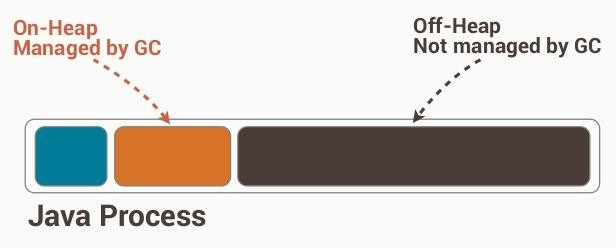 On-Heap
Managed by GC
Off-Heap
Not managed by GC
Java Process